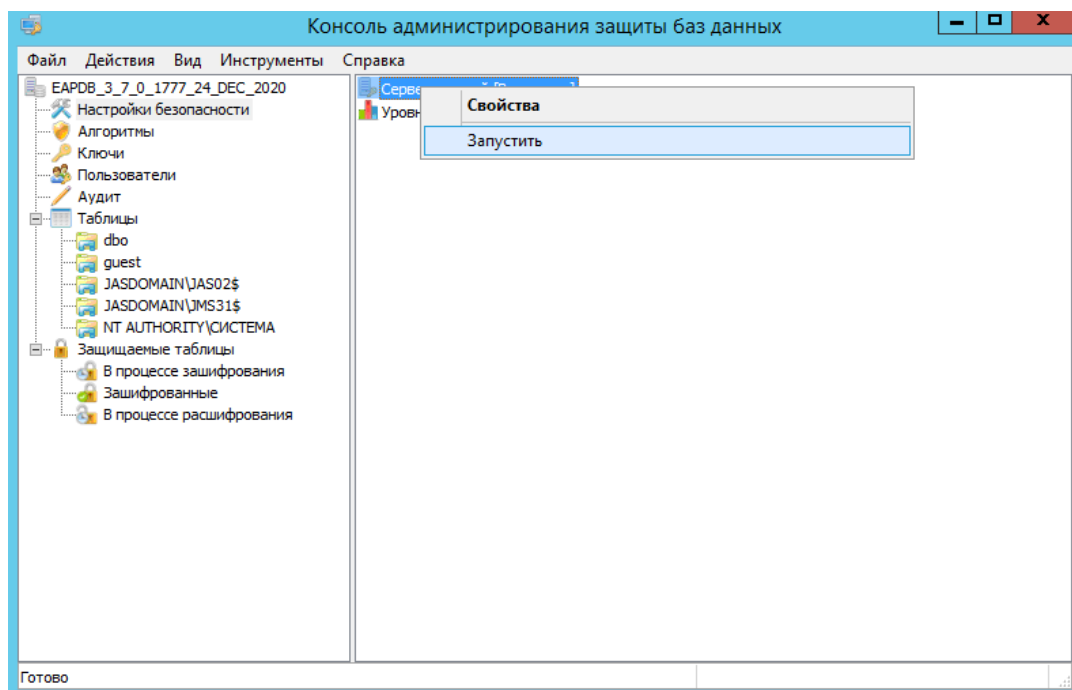 Консоль администрирования защиты баз данных
Файл Действия Вид Инструменты Справка
EAPDB_3_7_0_1777_24_DEC_2020
Настройки безопасности
Алгоритмы
Ключи
Пользователи
Аудит
Таблицы
dbo
guest
JASDOMAIN\JAS02$
JASDOMAIN\JMS31$
NT AUTHORITY\СИСТЕМА
Защищаемые таблицы
В процессе зашифрования
Зашифрованные
В процессе расшифрования
Свойства
Запустить
Готово